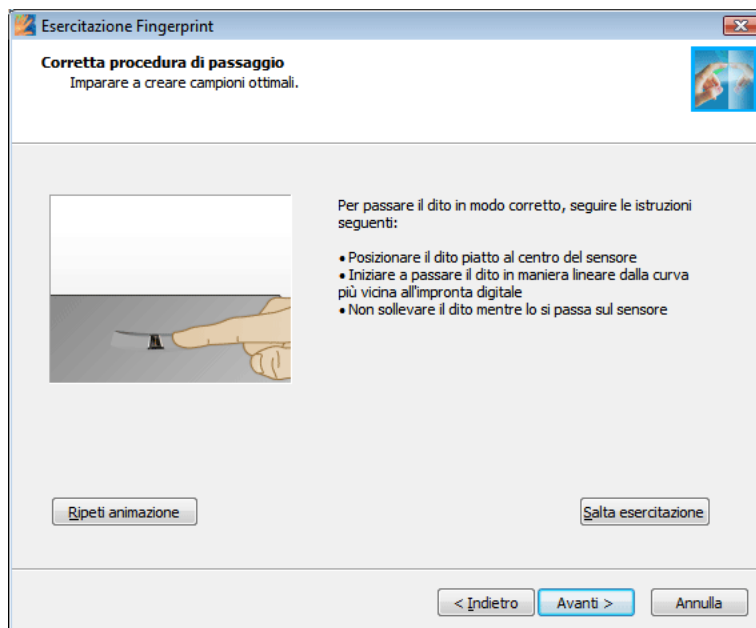 Esercitazione Fingerprint
Corretta procedura di passaggio
Imparare a creare campioni ottimali.
Per passare il dito in modo corretto, seguire le istruzioni
seguenti:
• Posizionare il dito piatto al centro del sensore
• Iniziare a passare il dito in maniera lineare dalla curva
più vicina all'impronta digitale
• Non sollevare il dito mentre lo si passa sul sensore
Ripeti animazione
Salta esercitazione
< Indietro
Avanti >
Annulla